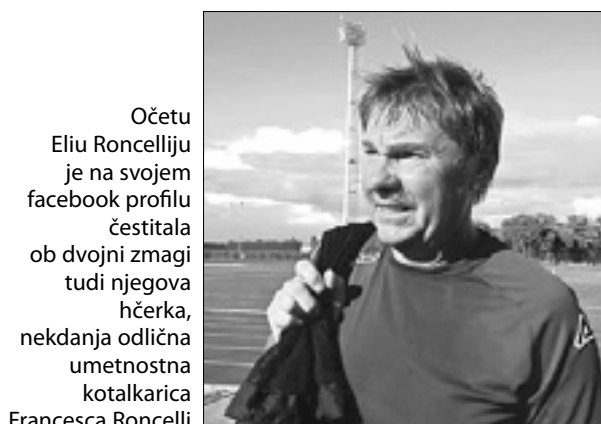 Očetu
Eliu Roncelliju
je na svojem
facebook profilu
čestitala
ob dvojni zmagi
tudi njegova
hčerka,
nekdanja odlična
umetnostna
kotalkarica
Francesca Roncelli